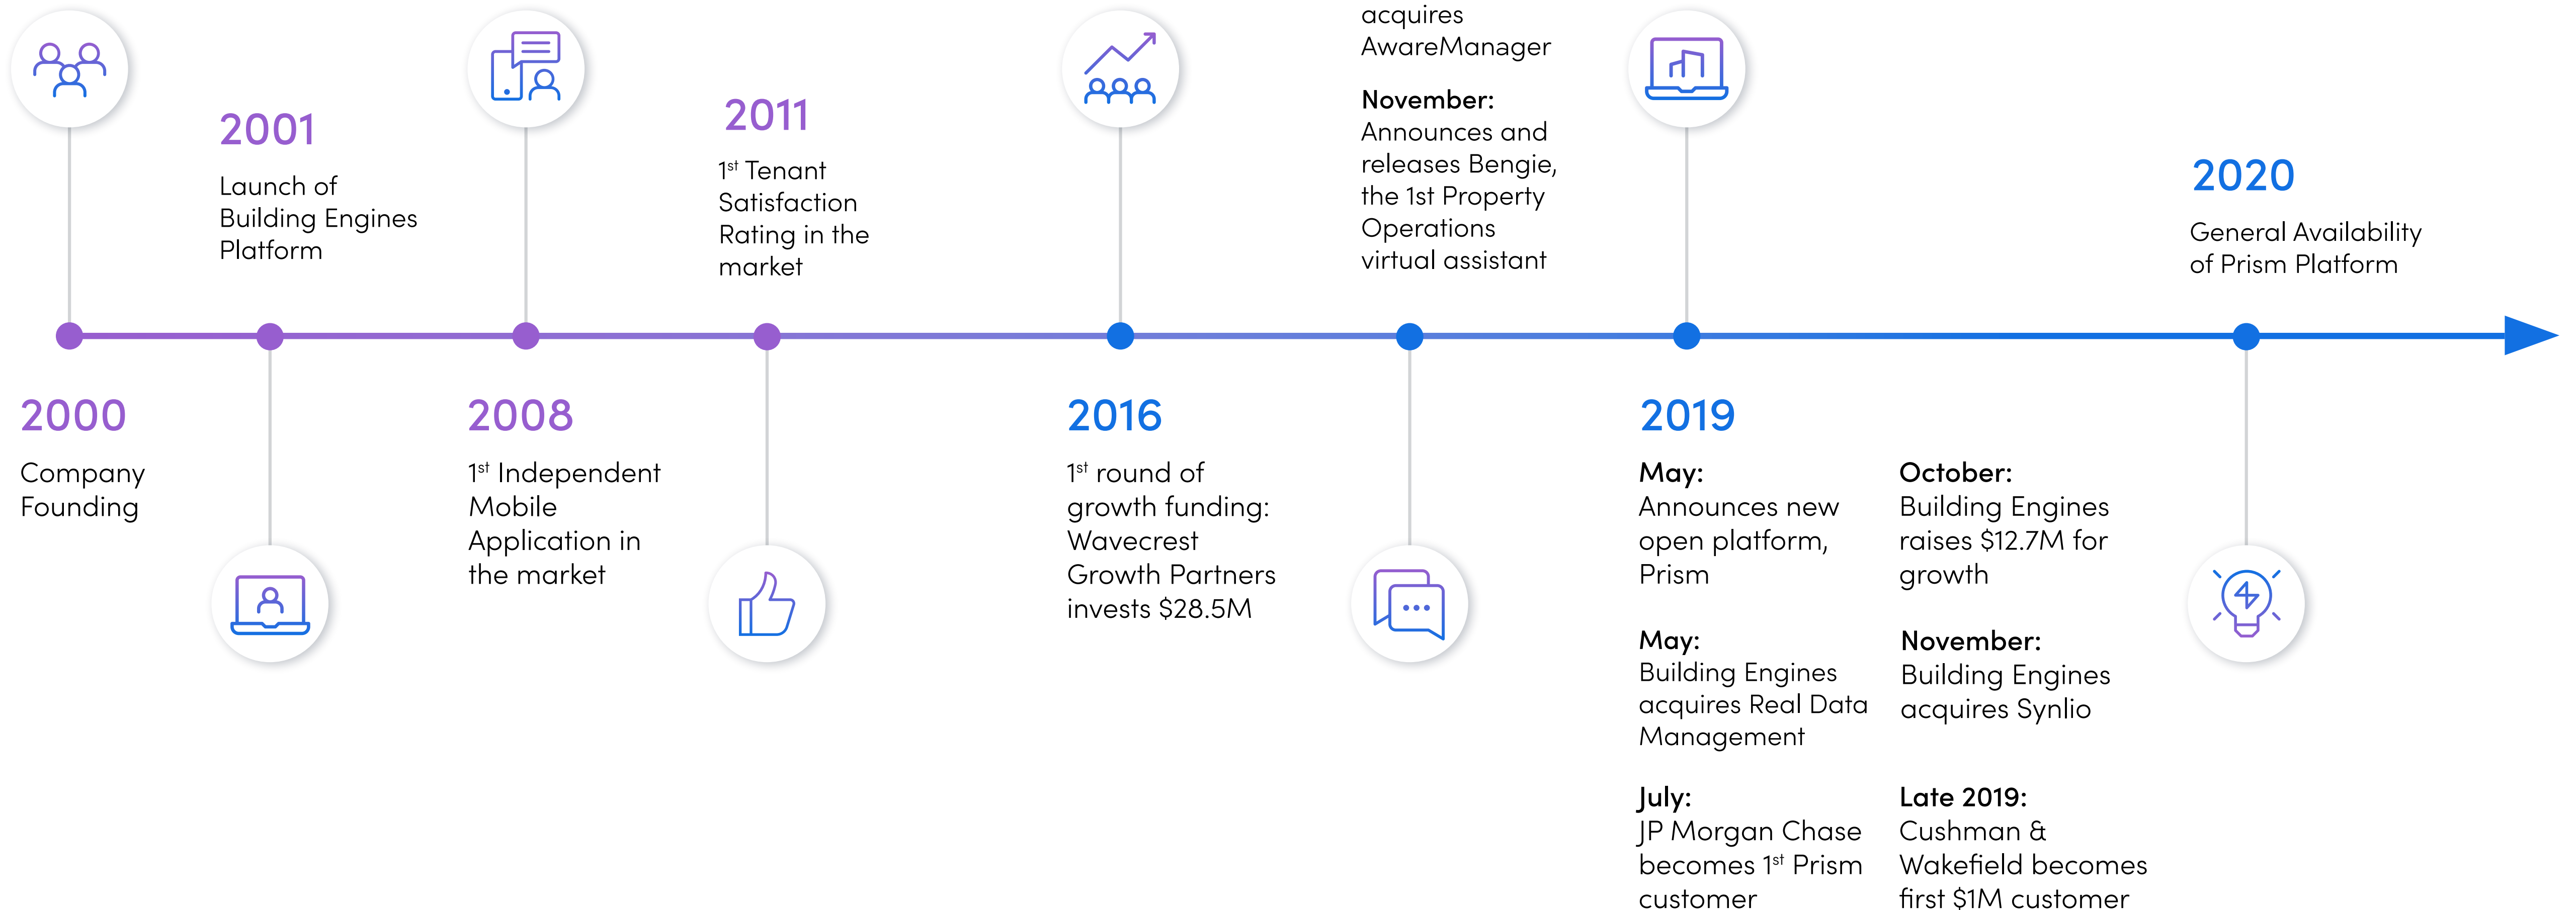 2000
Company
Founding
2001
Launch of
Building Engines
Platform
2008
1st Independent
Mobile
Application in
the market
2011
1st Tenant
Satisfaction
Rating in the
market
2016
1st round of
growth funding:
Wavecrest
Growth Partners
invests $28.5M
acquires
AwareManager
November:
Announces and
releases Bengie,
the 1st Property
Operations
virtual assistant
2019
May:
Announces new
open platform,
Prism
May:
Building Engines
acquires Real Data
Management
July:
JP Morgan Chase
becomes 1st Prism
customer
October:
Building Engines
raises $12.7M for
growth
November:
Building Engines
acquires Synlio
Late 2019:
Cushman &
Wakefield becomes
first $1M customer
2020
General Availability
of Prism Platform